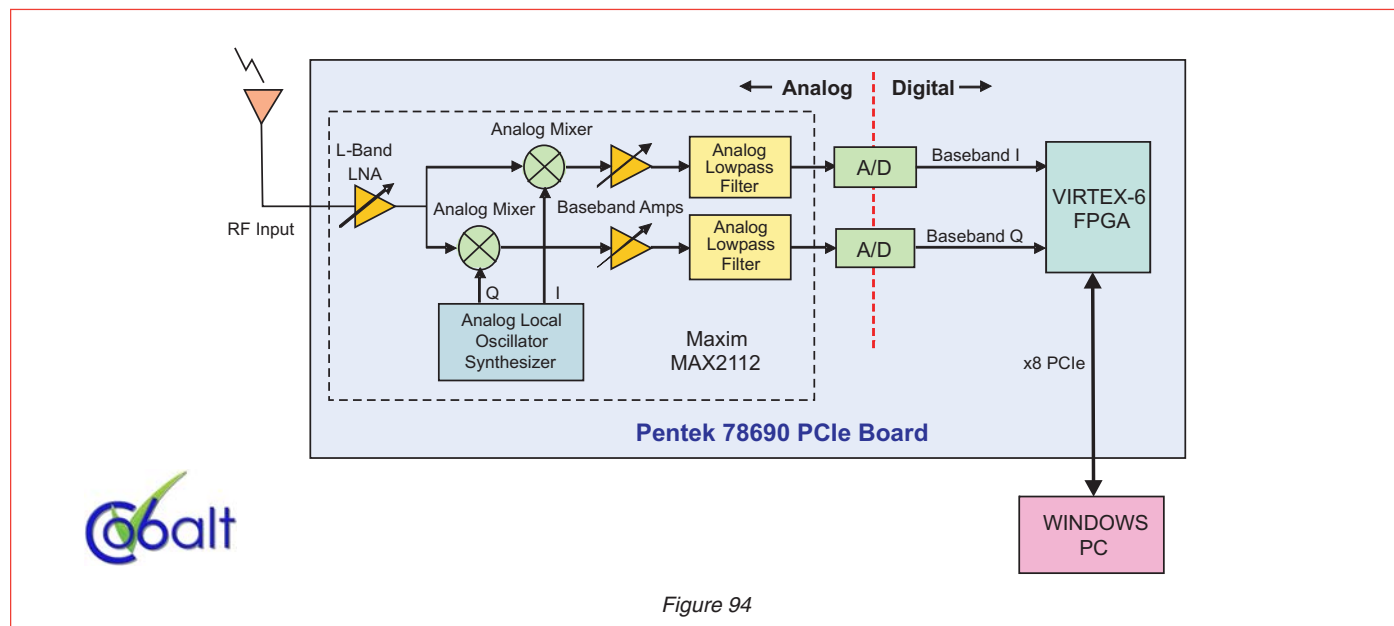 ← Analog
Digital →
L-Band
LNA
Analog Mixer
Analog
Lowpass
Filter
A/D
Baseband I
VIRTEX-6
FPGA
RF Input
Analog Mixer
Baseband Amps
Analog
Lowpass
Filter
A/D
Baseband Q
Q
I
Analog Local
Oscillator
Synthesizer
Maxim
MAX2112
x8 PCIe
Pentek 78690 PCIe Board
Cobalt
WINDOWS
PC
Figure 94